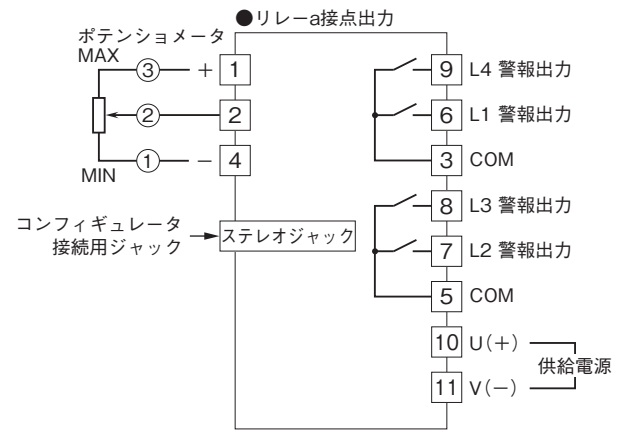 ●リレーa接点出力
ポテンショメータ
MAX
③ + 1
② 2
① − 4
MIN
コンフィギュレータ
接続用ジャック
ステレオジャック
9 L4 警報出力
6 L1 警報出力
3 COM
8 L3 警報出力
7 L2 警報出力
5 COM
10 U(+)
11 V(−)
供給電源